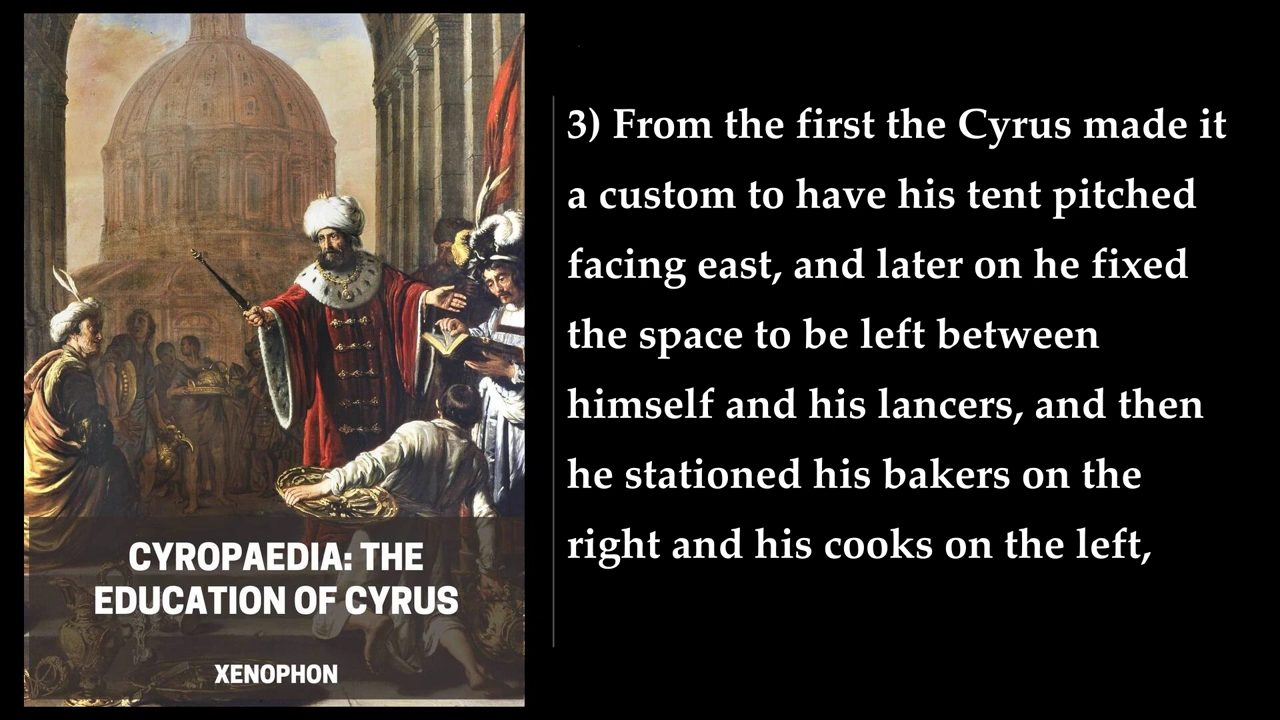 CYROPAEDIA: THE
EDUCATION OF CYRUS
XENOPHON
3) From the first the Cyrus made it
a custom to have his tent pitched
facing east, and later on he fixed
the space to be left between
himself and his lancers, and then
he stationed his bakers on the
right and his cooks on the left,